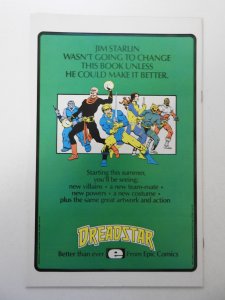 JIM STARLIN
WASN'T GOING TO CHANGE
THIS BOOK UNLESS
HE COULD MAKE IT BETTER.
Starting this summer,
you'll be seeing:
new villains • a new team-mate •
new powers • a new costume •
plus the same great artwork and action
DREADSTAR
Better than ever e From Epic Comics